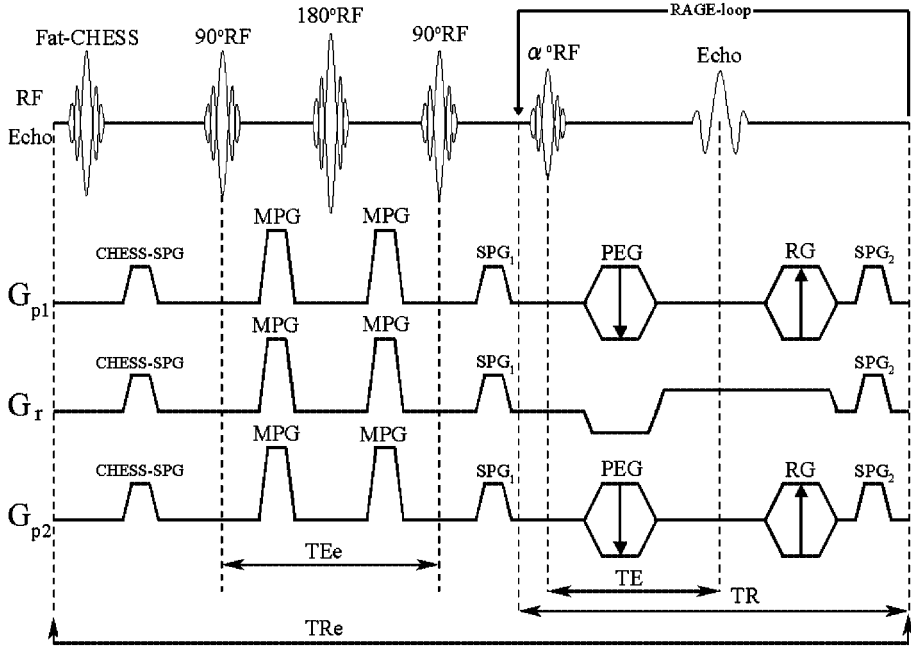 RAGE-loop
180°RF
Fat-CHESS 90°RF 90°RF α°RF Echo
RF
Echo
MPG MPG
CHESS-SPG SPG1 PEG RG SPG2
Gp1
MPG MPG
CHESS-SPG SPG1 SPG2
Gr
MPG MPG
CHESS-SPG SPG1 PEG RG SPG2
Gp2
TEe
TE
TR
TRe